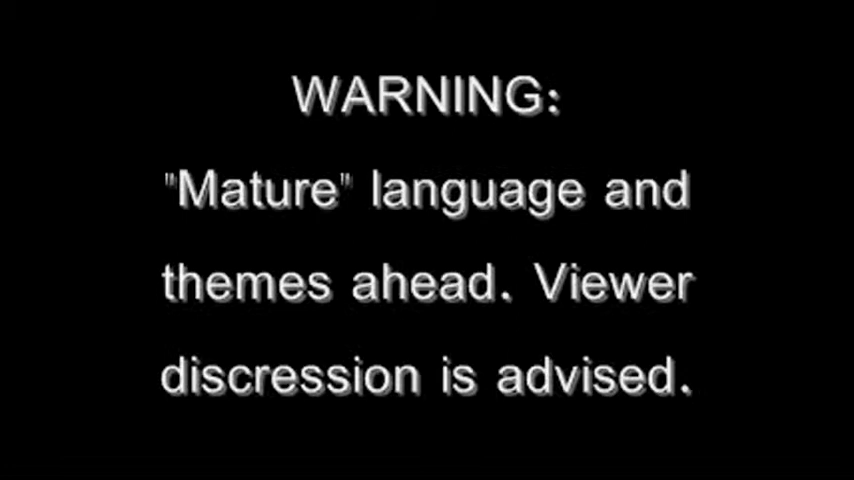 WARNING:
"Mature" language and
themes ahead. Viewer
discression is advised.